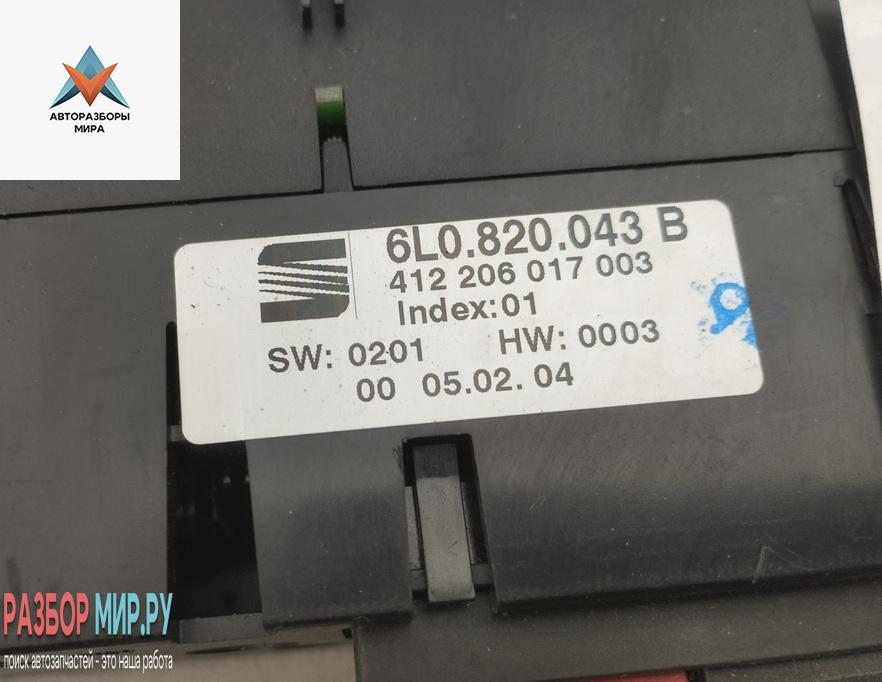 АВТОРАЗБОРЫ
МИРА
6L0.820.043 B
412 206 017 003
Index:01
SW: 0201 HW: 0003
00 05.02. 04
РАЗБОР МИР.РУ
поиск автозапчастей - это наша работа